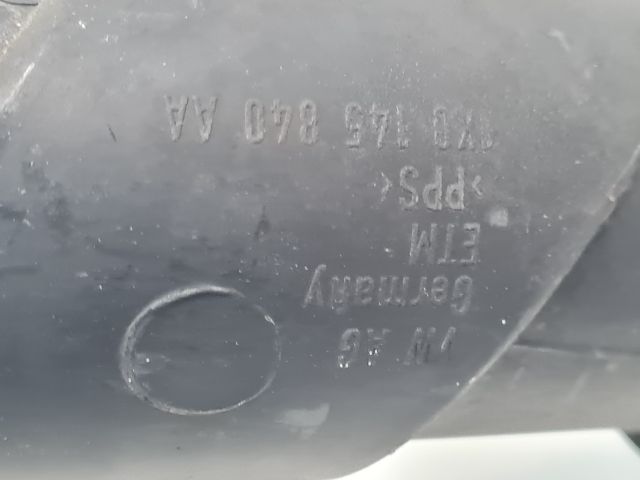 VW AG
Germany
ETM
>PPS<
1K0 145 840 AA